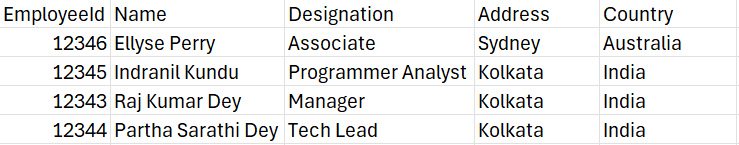 EmployeeId Name Designation Address Country
12346 Ellyse Perry Associate Sydney Australia
12345 Indranil Kundu Programmer Analyst Kolkata India
12343 Raj Kumar Dey Manager Kolkata India
12344 Partha Sarathi Dey Tech Lead Kolkata India